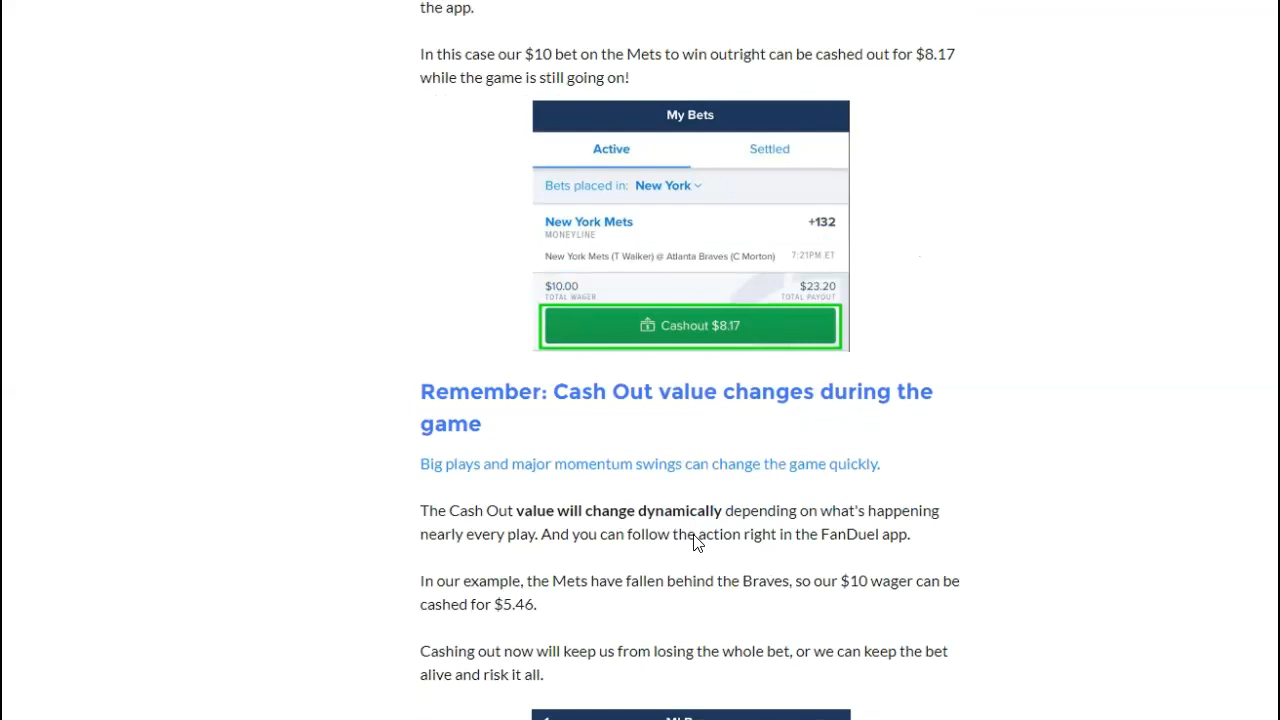 the app.
In this case our $10 bet on the Mets to win outright can be cashed out for $8.17
while the game is still going on!
My Bets
Active Settled
Bets placed in: New York
New York Mets +132
MONEYLINE
New York Mets (T Walker) @ Atlanta Braves (C Morton) 7:21PM ET
$10.00 $23.20
TOTAL WAGER TOTAL PAYOUT
Cashout $8.17
Remember: Cash Out value changes during the
game
Big plays and major momentum swings can change the game quickly.
The Cash Out value will change dynamically depending on what's happening
nearly every play. And you can follow the action right in the FanDuel app.
In our example, the Mets have fallen behind the Braves, so our $10 wager can be
cashed for $5.46.
Cashing out now will keep us from losing the whole bet, or we can keep the bet
alive and risk it all.